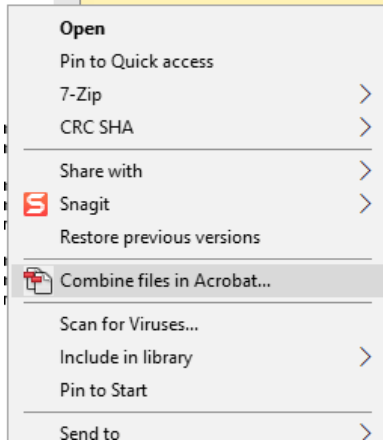 Open
Pin to Quick access
7-Zip
CRC SHA
Share with
Snagit
Restore previous versions
Combine files in Acrobat...
Scan for Viruses...
Include in library
Pin to Start
Send to